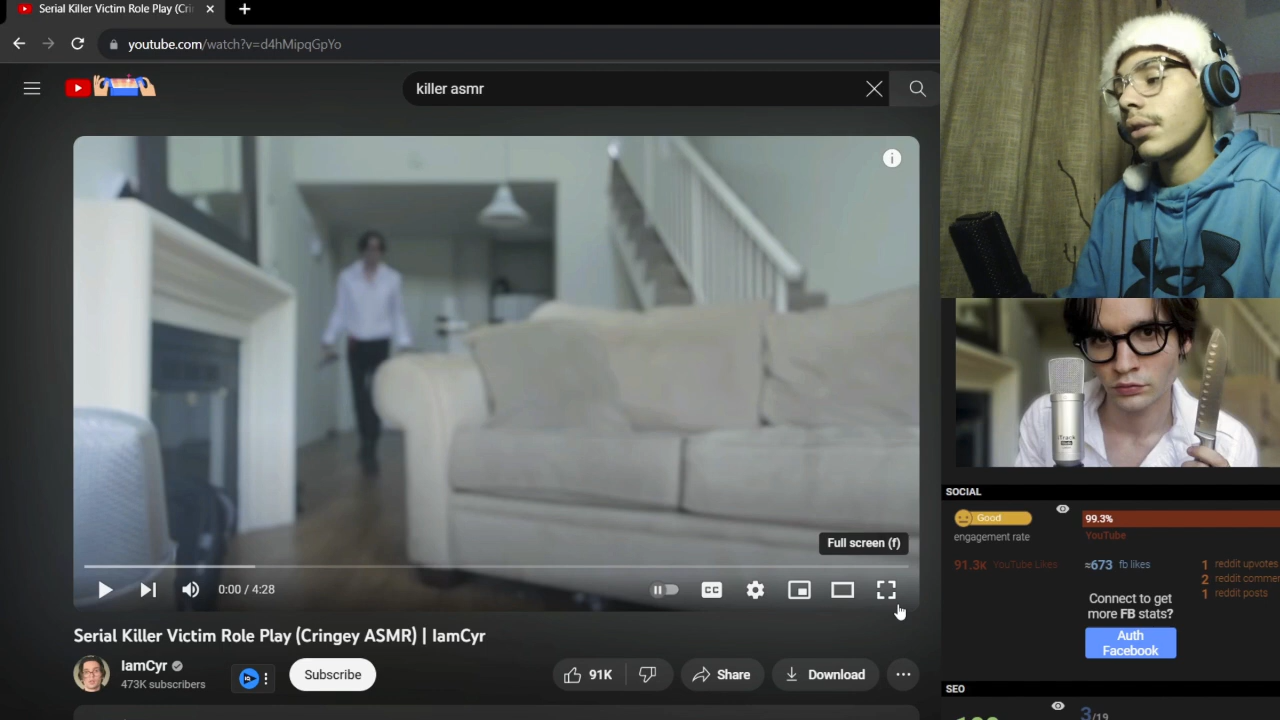 Serial Killer Victim Role Play (Cri
youtube.com/watch?v=d4hMipqGpYo
killer asmr
Full screen (f)
0:00 / 4:28
CC
Serial Killer Victim Role Play (Cringey ASMR) | IamCyr
IamCyr
473K subscribers
Subscribe
91K
Share
Download
iTrack
SOCIAL
Good
engagement rate
99.3%
YouTube
91.3K YouTube Likes
≈673 fb likes
1 reddit upvotes
2 reddit comme
1 reddit posts
Connect to get
more FB stats?
Auth
Facebook
SEO
3/19